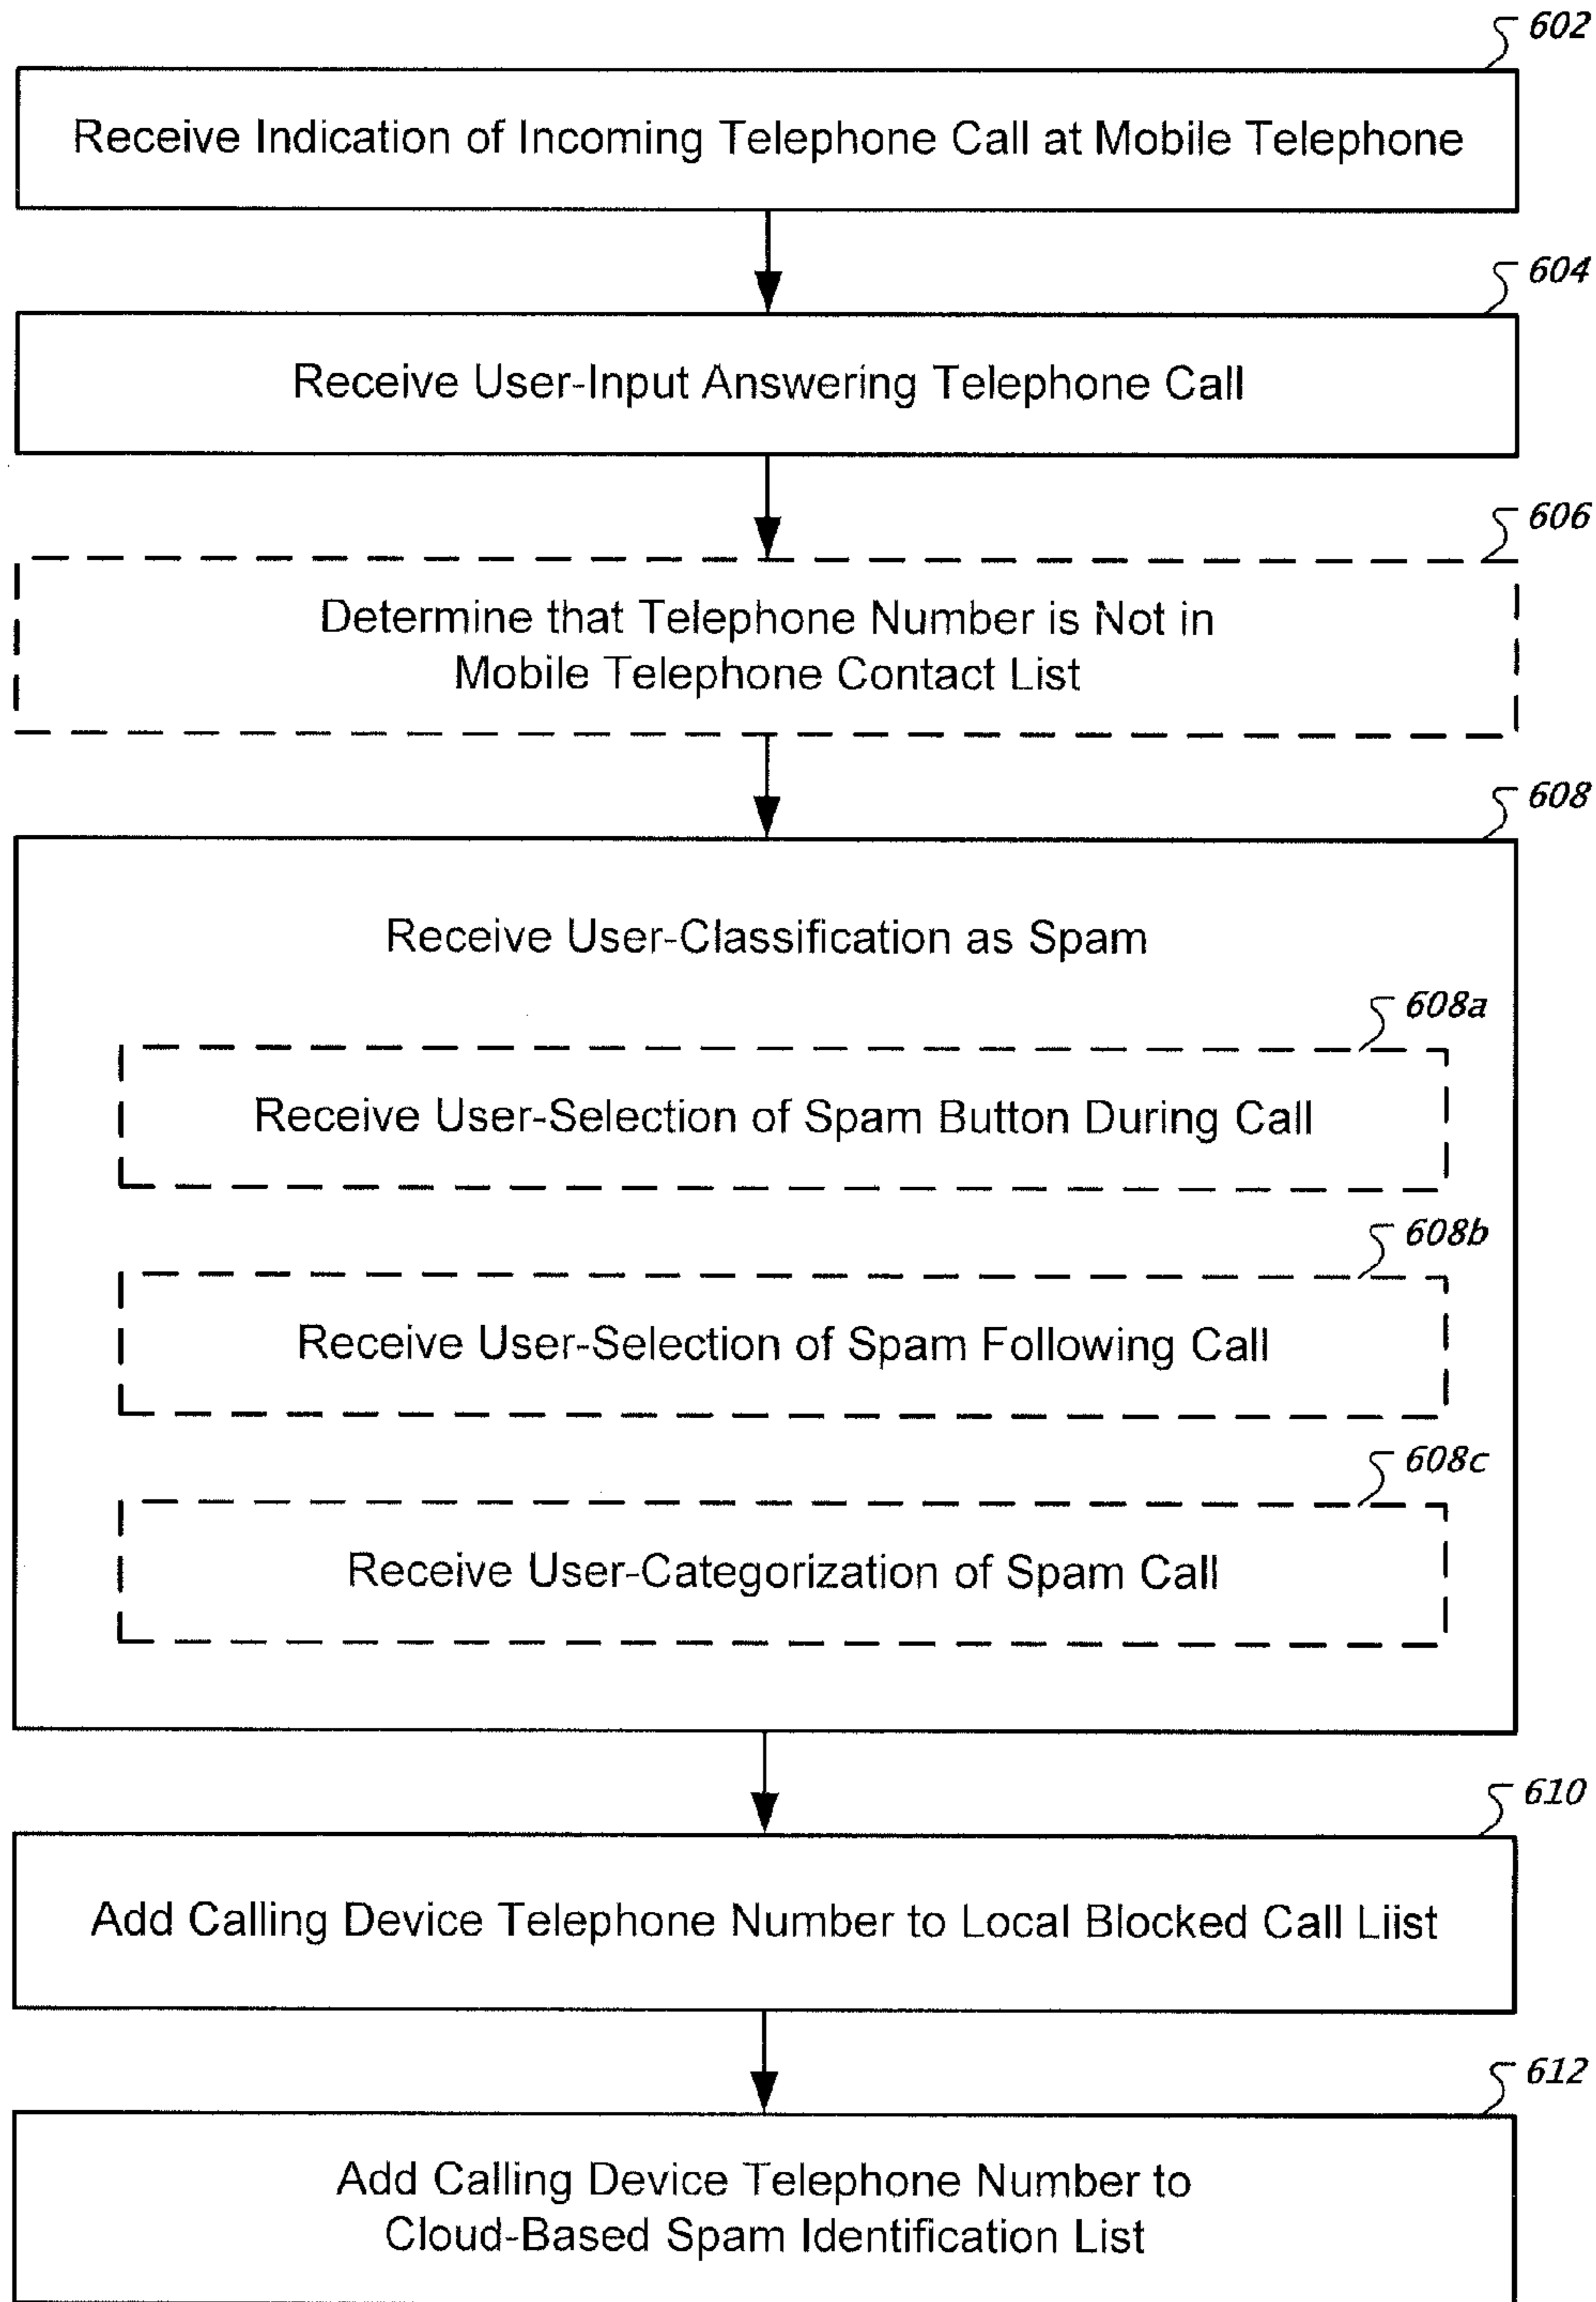 602
Receive Indication of Incoming Telephone Call at Mobile Telephone
604
Receive User-Input Answering Telephone Call
606
Determine that Telephone Number is Not in
Mobile Telephone Contact List
608
Receive User-Classification as Spam
608a
Receive User-Selection of Spam Button During Call
608b
Receive User-Selection of Spam Following Call
608c
Receive User-Categorization of Spam Call
610
Add Calling Device Telephone Number to Local Blocked Call Liist
612
Add Calling Device Telephone Number to
Cloud-Based Spam Identification List